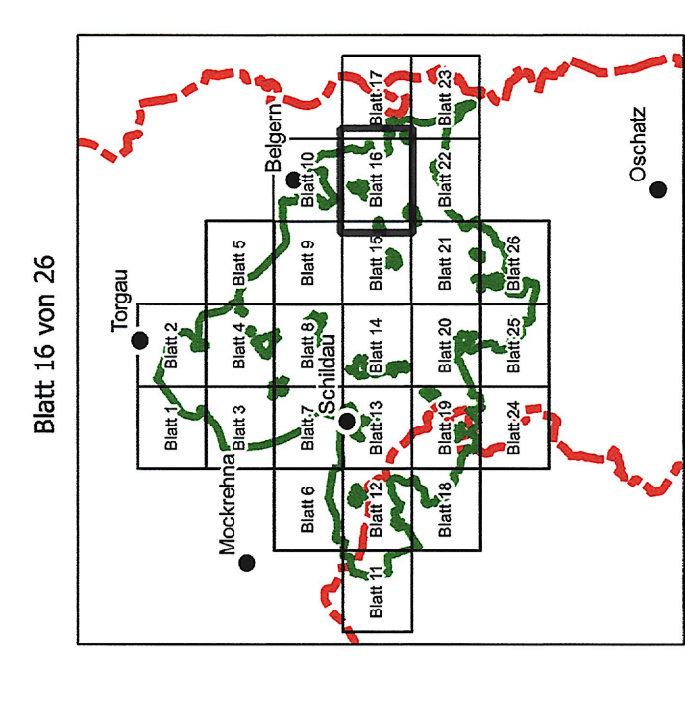 Blatt 16 von 26
Torgau
Mockrehna
Schildau
Belgern
Oschatz
Blatt 1
Blatt 2
Blatt 3
Blatt 4
Blatt 5
Blatt 6
Blatt 7
Blatt 8
Blatt 9
Blatt 10
Blatt 11
Blatt 12
Blatt 13
Blatt 14
Blatt 15
Blatt 16
Blatt 17
Blatt 18
Blatt 19
Blatt 20
Blatt 21
Blatt 22
Blatt 23
Blatt 24
Blatt 25
Blatt 26